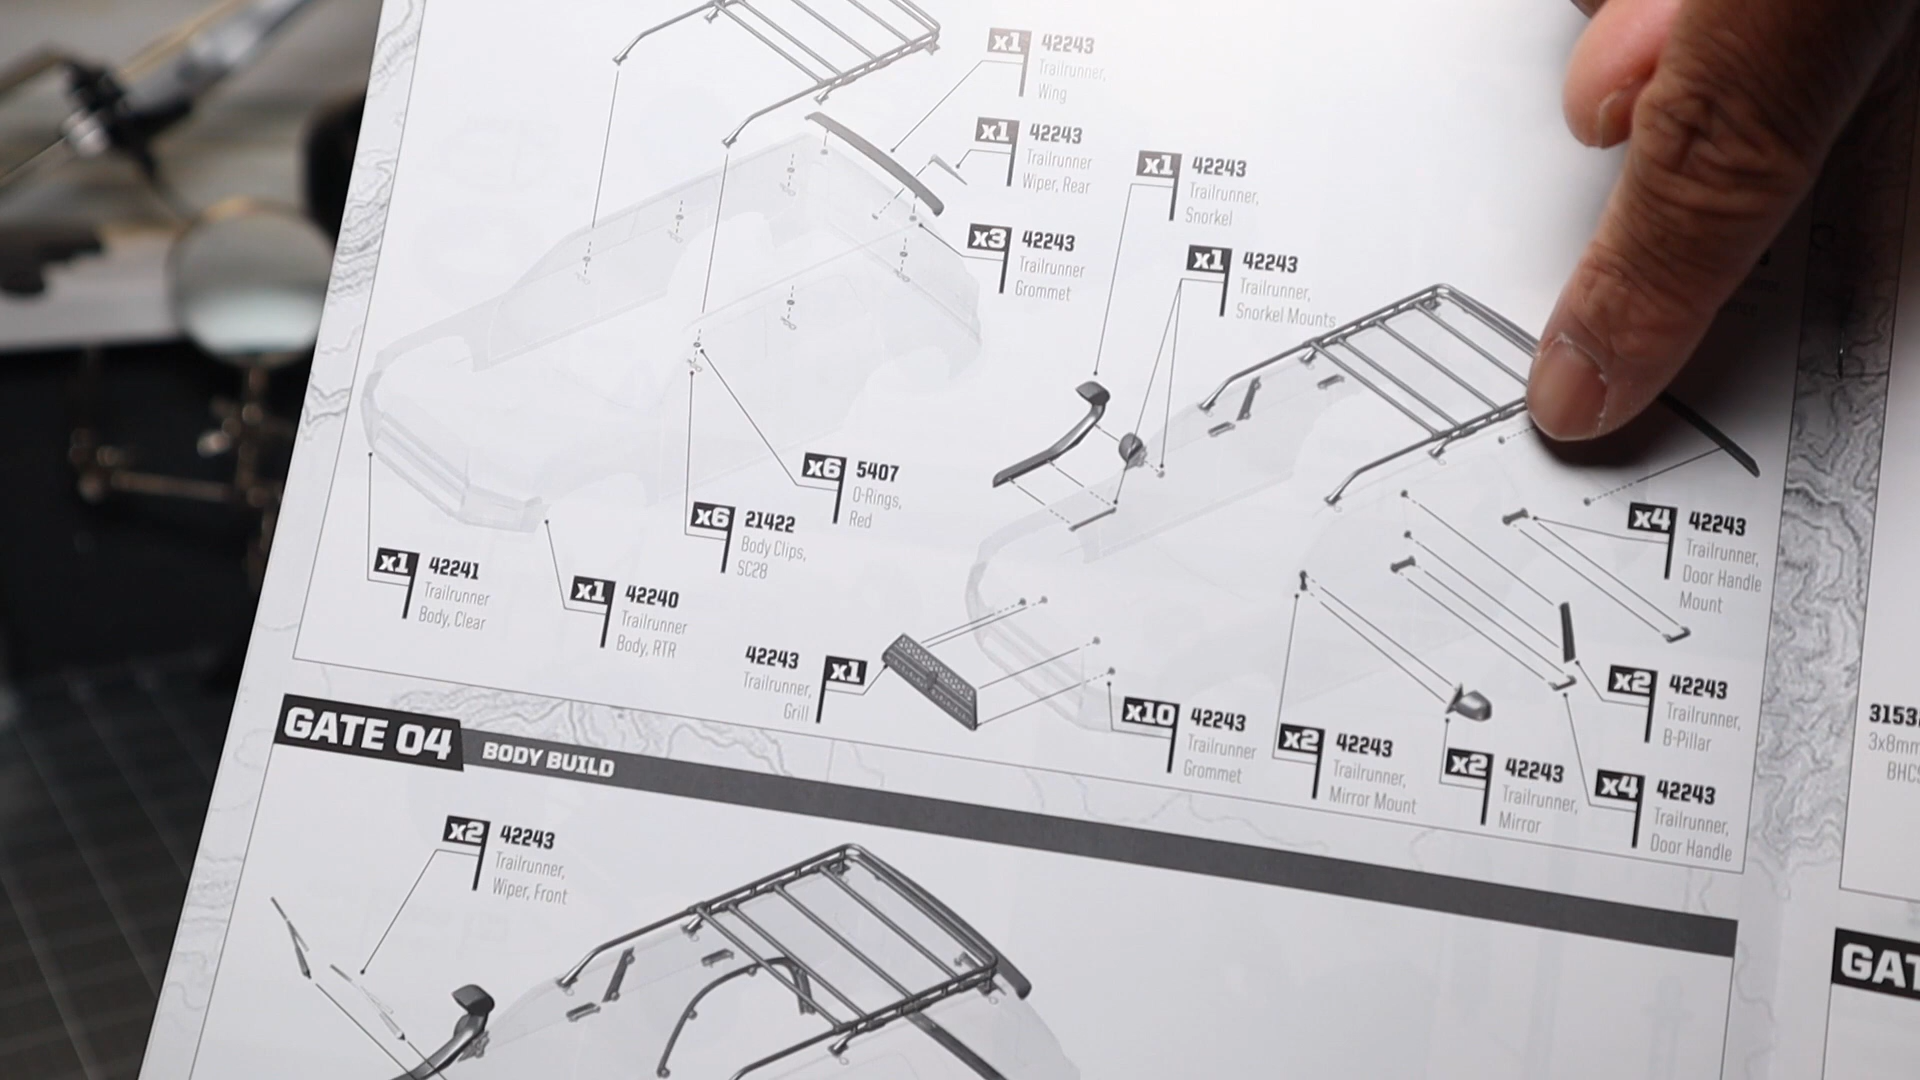 x1 42243
Trailrunner,
Wing
x1 42243
Trailrunner
Wiper, Rear
x3 42243
Trailrunner
Grommet
x1 42243
Trailrunner,
Snorkel
x1 42243
Trailrunner,
Snorkel Mounts
x6 5407
O-Rings,
Red
x6 21422
Body Clips,
SC28
x1 42241
Trailrunner
Body, Clear
x1 42240
Trailrunner
Body, RTR
42243 x1
Trailrunner,
Grill
x10 42243
Trailrunner
Grommet
x2 42243
Trailrunner,
Mirror Mount
x2 42243
Trailrunner,
Mirror
x4 42243
Trailrunner,
Door Handle
x2 42243
Trailrunner,
B-Pillar
x4 42243
Trailrunner,
Door Handle
Mount
GATE 04 BODY BUILD
x2 42243
Trailrunner,
Wiper, Front
3153
3x8mm
BHCS
GAT